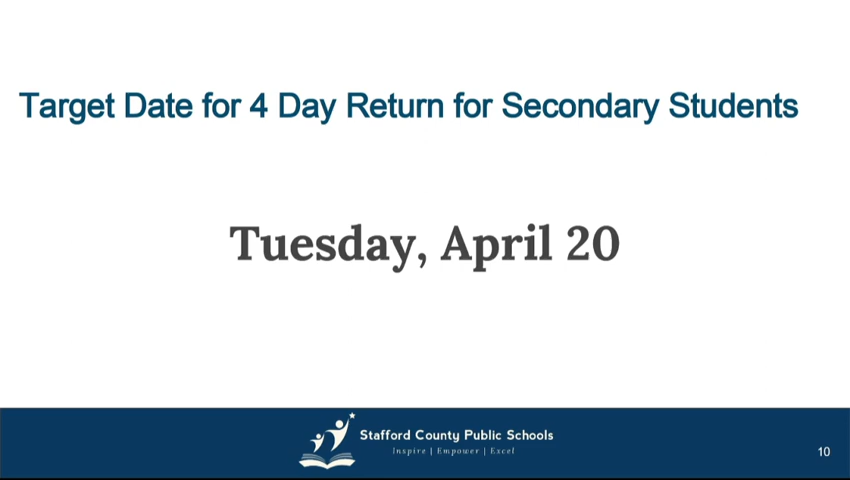 Target Date for 4 Day Return for Secondary Students
Tuesday, April 20
Stafford County Public Schools
Inspire | Empower | Excel
10